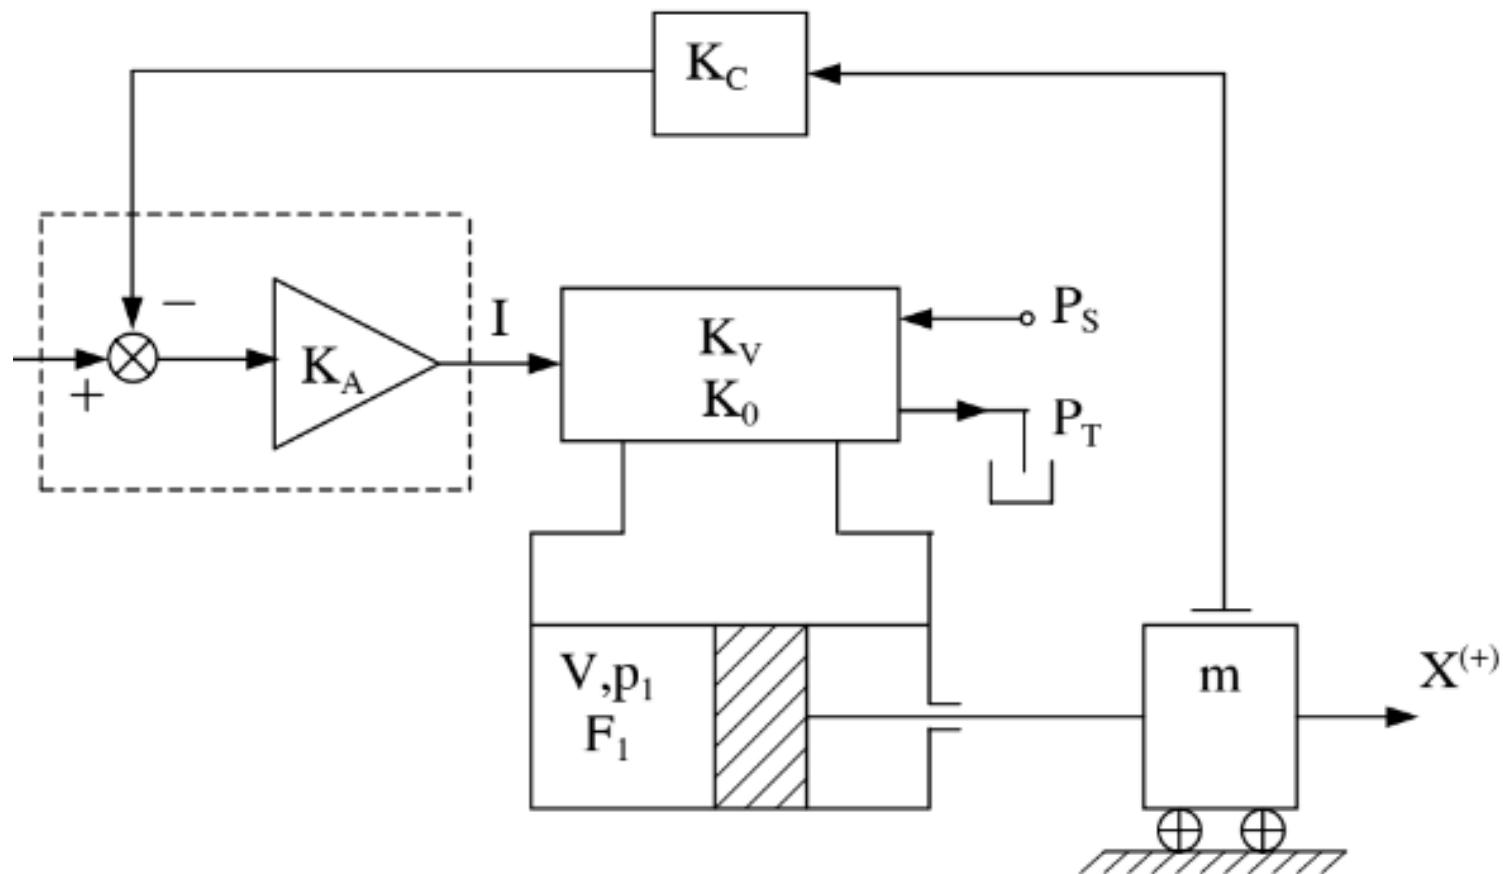 K_C
−
+
K_A
I
K_V
K_0
P_S
P_T
V,p_1
F_1
m
X^(+)